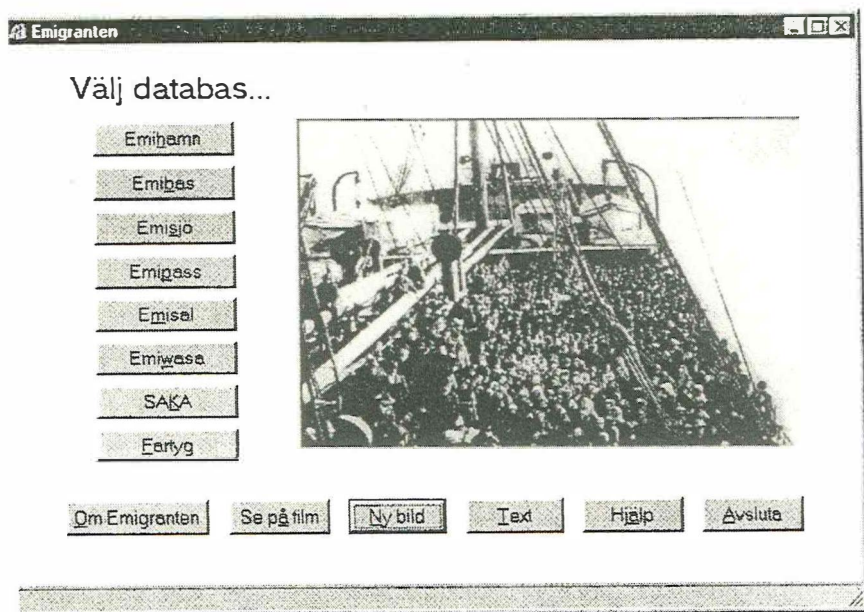 Emigranten
Välj databas...
Emihamn
Emibas
Emisjö
Emipass
Emisal
Emiwasa
SAKA
Fartyg
Om Emigranten Se på film Ny bild Text Hjälp Avsluta